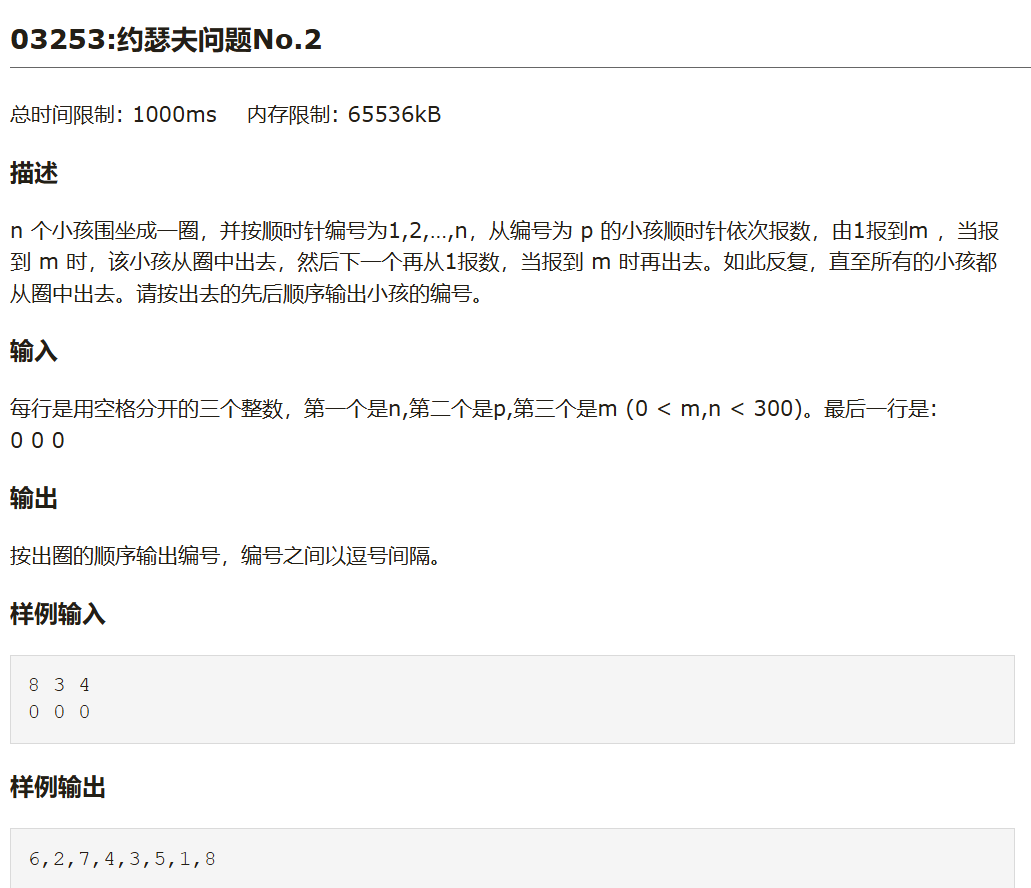 03253:约瑟夫问题No.2
总时间限制: 1000ms 内存限制: 65536kB
描述
n 个小孩围坐成一圈，并按顺时针编号为1,2,…,n，从编号为 p 的小孩顺时针依次报数，由1报到m ，当报
到 m 时，该小孩从圈中出去，然后下一个再从1报数，当报到 m 时再出去。如此反复，直至所有的小孩都
从圈中出去。请按出去的先后顺序输出小孩的编号。
输入
每行是用空格分开的三个整数，第一个是n,第二个是p,第三个是m (0 < m,n < 300)。最后一行是：
0 0 0
输出
按出圈的顺序输出编号，编号之间以逗号间隔。
样例输入
8 3 4
0 0 0
样例输出
6,2,7,4,3,5,1,8